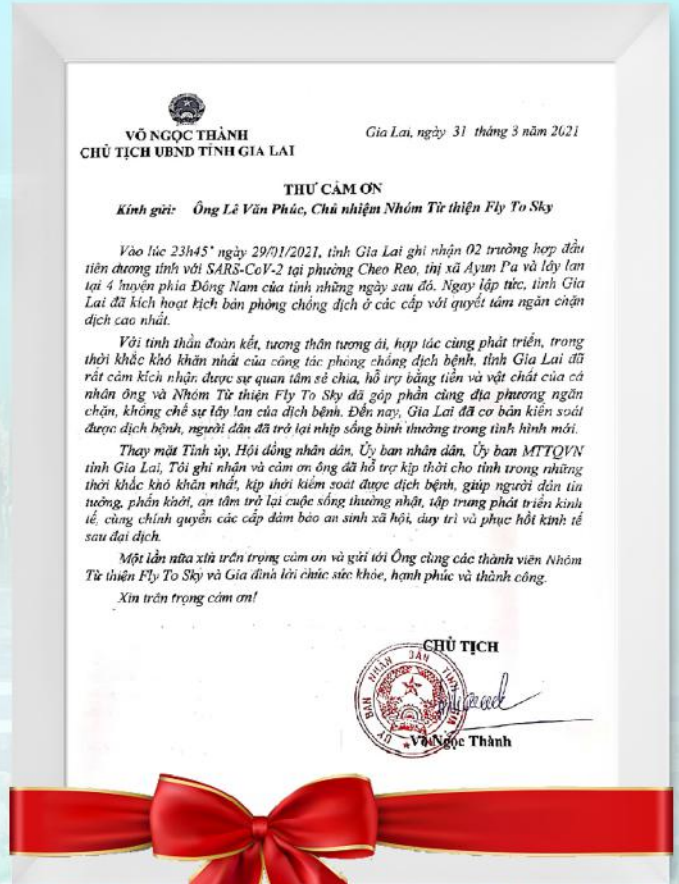 VÕ NGỌC THÀNH
CHỦ TỊCH UBND TỈNH GIA LAI
Gia Lai, ngày 31 tháng 3 năm 2021
THƯ CẢM ƠN
Kính gửi: Ông Lê Văn Phúc, Chủ nhiệm Nhóm Từ thiện Fly To Sky
Vào lúc 23h45' ngày 29/01/2021, tỉnh Gia Lai ghi nhận 02 trường hợp đầu
tiên dương tính với SARS-CoV-2 tại phường Cheo Reo, thị xã Ayun Pa và lây lan
tại 4 huyện phía Đông Nam của tỉnh những ngày sau đó. Ngay lập tức, tỉnh Gia
Lai đã kích hoạt kịch bản phòng chống dịch ở các cấp với quyết tâm ngăn chặn
dịch cao nhất.
Với tinh thần đoàn kết, tương thân tương ái, hợp tác cùng phát triển, trong
thời khắc khó khăn nhất của công tác phòng chống dịch bệnh, tỉnh Gia Lai đã
rất cảm kích nhận được sự quan tâm sẻ chia, hỗ trợ bằng tiền và vật chất của cá
nhân ông và Nhóm Từ thiện Fly To Sky đã góp phần cùng địa phương ngăn
chặn, khống chế sự lây lan của dịch bệnh. Đến nay, Gia Lai đã cơ bản kiển soát
được dịch bệnh, người dân đã trở lại nhịp sống bình thường trong tình hình mới.
Thay mặt Tỉnh ủy, Hội đồng nhân dân, Ủy ban nhân dân, Ủy ban MTTQVN
tỉnh Gia Lai, Tôi ghi nhận và cảm ơn ông đã hỗ trợ kịp thời cho tỉnh trong những
thời khắc khó khăn nhất, kịp thời kiểm soát được dịch bệnh, giúp người dân tin
tưởng, phấn khởi, an tâm trở lại cuộc sống thường nhật, tập trung phát triển kinh
tế, cùng chính quyền các cấp đảm bảo an sinh xã hội, duy trì và phục hồi kinh tế
sau đại dịch.
Một lần nữa xin trân trọng cảm ơn và gửi tới Ông cùng các thành viên Nhóm
Từ thiện Fly To Sky và Gia đình lời chúc sức khỏe, hạnh phúc và thành công.
Xin trân trọng cảm ơn!
CHỦ TỊCH
ỦY BAN NHÂN DÂN TỈNH GIA
Võ Ngọc Thành